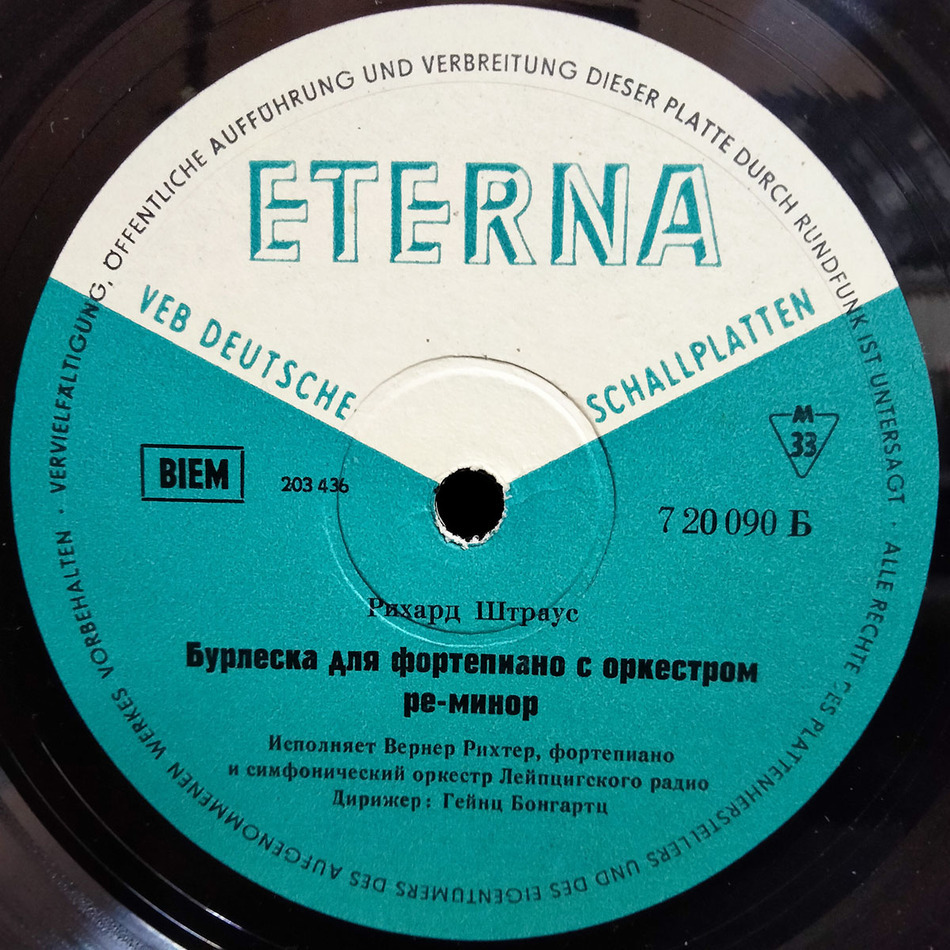 ETERNA
VEB DEUTSCHE SCHALLPLATTEN
BIEM
203 436
M
33
7 20 090 Б
Рихард Штраус
Бурлеска для фортепиано с оркестром
ре-минор
Исполняет Вернер Рихтер, фортепиано
и симфонический оркестр Лейпцигского радио
Дирижер: Гейнц Бонгартц
ALLE RECHTE DES PLATTENHERSTELLERS UND DES EIGENTÜMERS DES AUFGENOMMENEN WERKES VORBEHALTEN · VERVIELFÄLTIGUNG, ÖFFENTLICHE AUFFÜHRUNG UND VERBREITUNG DIESER PLATTE DURCH RUNDFUNK IST UNTERSAGT ·